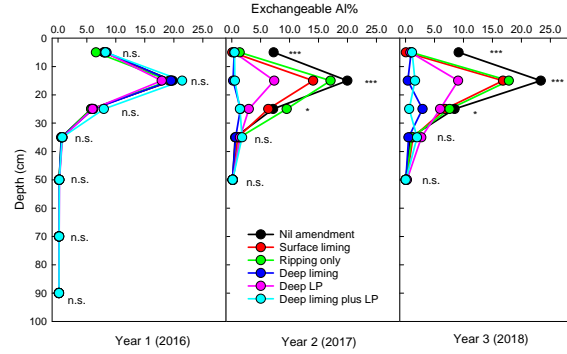 Exchangeable Al%
0.0 5.0 10.0 15.0 20.0 25.0 0.0 5.0 10.0 15.0 20.0 25.0 0.0 5.0 10.0 15.0 20.0 25.0
0
n.s. *** ***
10
n.s. *** ***
20
n.s. * *
30
n.s. n.s. n.s.
40
Depth (cm)
50
n.s. n.s. n.s.
60
70
n.s.
80
90
n.s.
100
Nil amendment
Surface liming
Ripping only
Deep liming
Deep LP
Deep liming plus LP
Year 1 (2016) Year 2 (2017) Year 3 (2018)